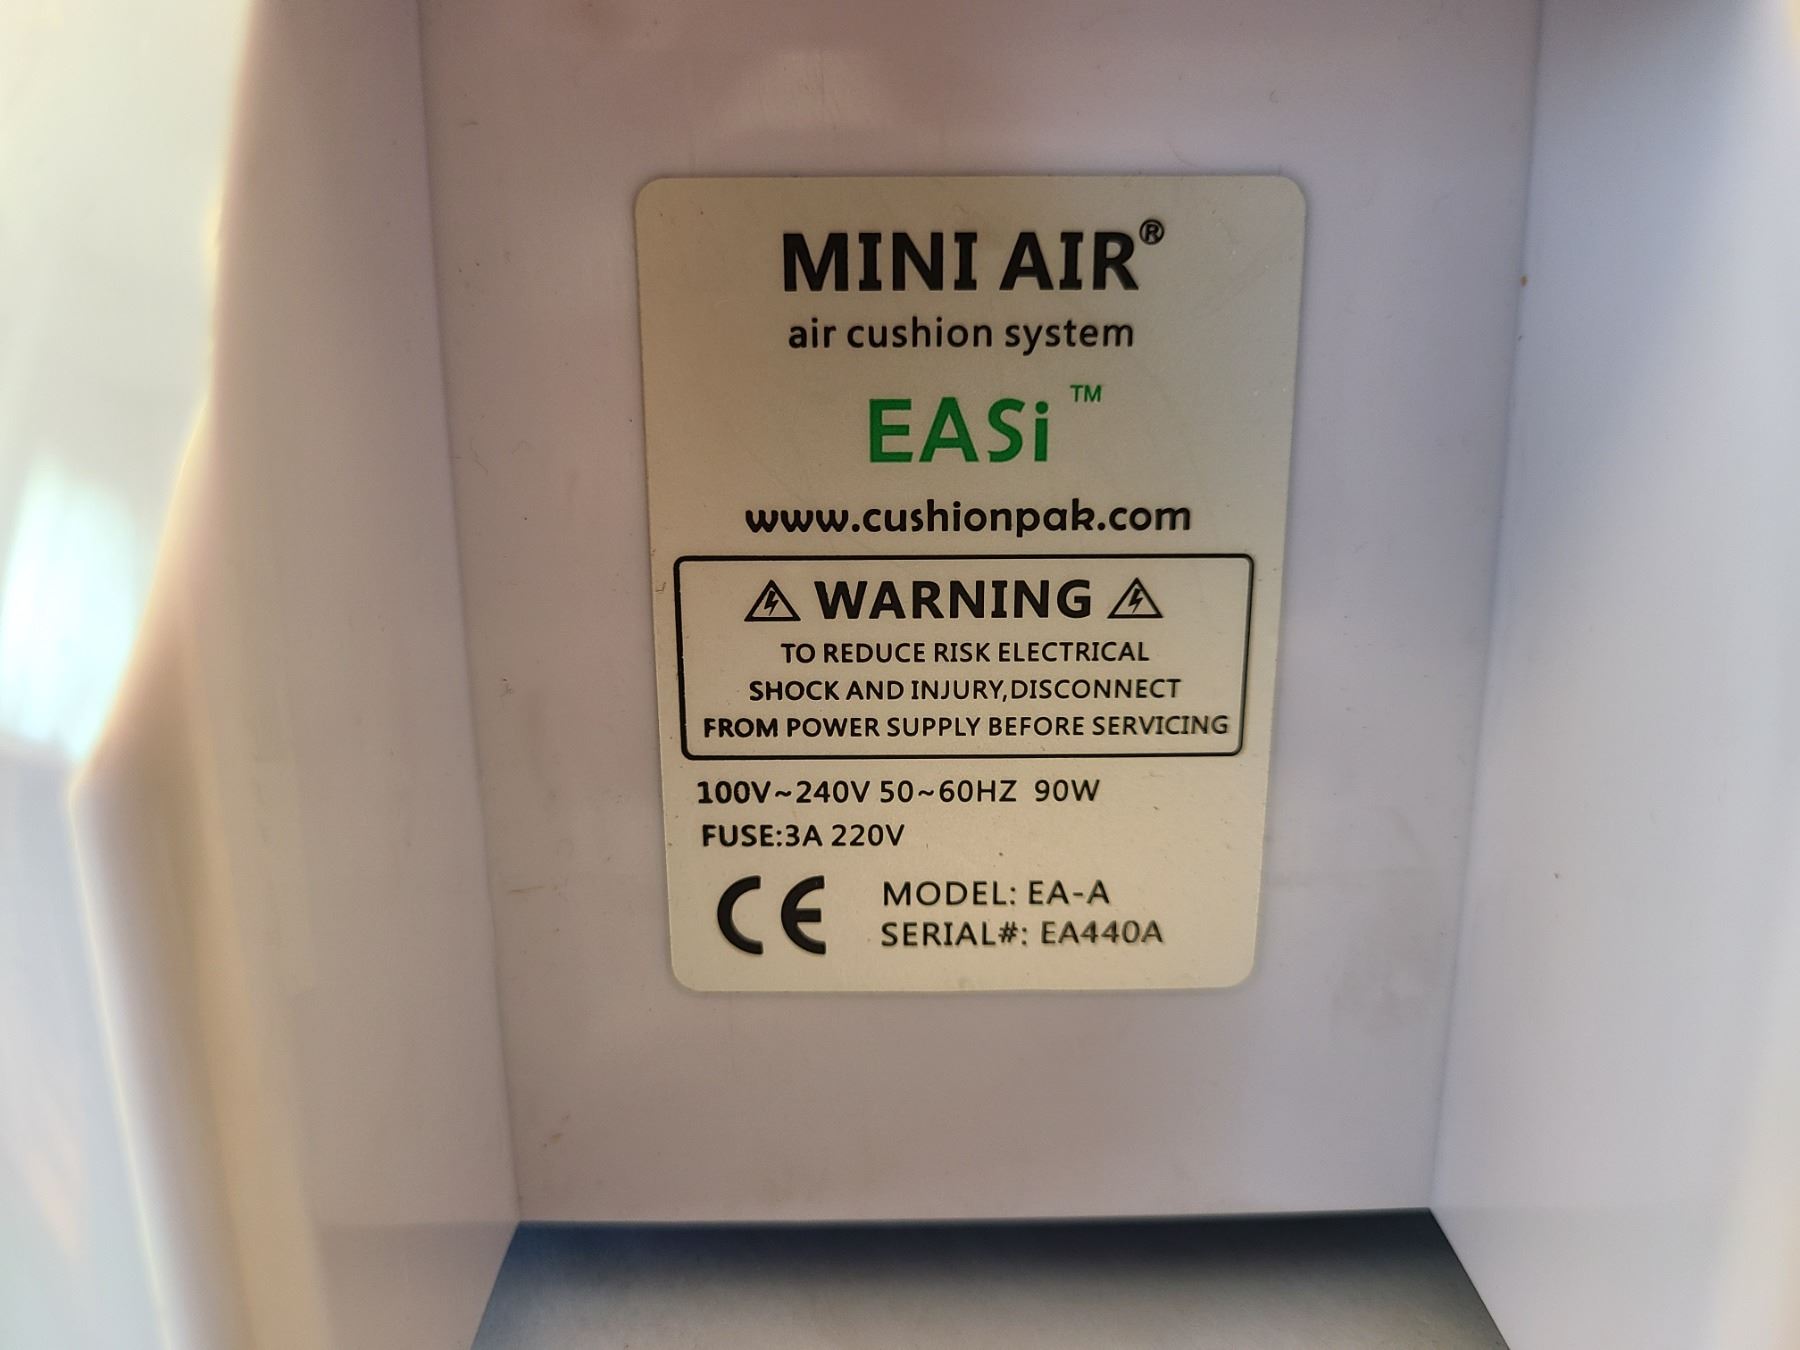 MINI AIR®
air cushion system
EASi™
www.cushionpak.com
WARNING
TO REDUCE RISK ELECTRICAL
SHOCK AND INJURY,DISCONNECT
FROM POWER SUPPLY BEFORE SERVICING
100V~240V 50~60HZ 90W
FUSE:3A 220V
CE
MODEL: EA-A
SERIAL#: EA440A